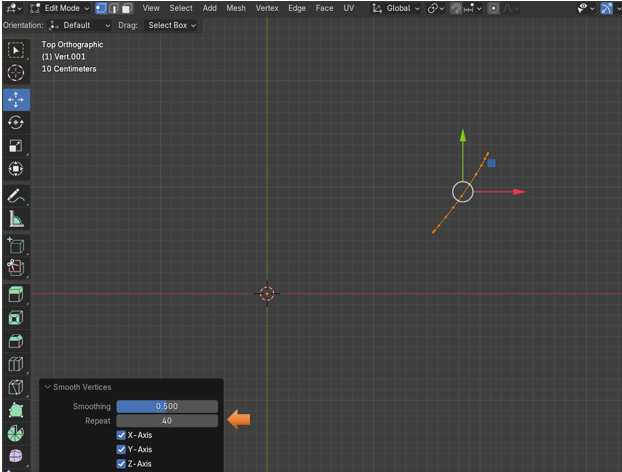 Edit Mode View Select Add Mesh Vertex Edge Face UV Global
Orientation: Default Drag: Select Box
Top Orthographic
(1) Vert.001
10 Centimeters
Smooth Vertices
Smoothing 0.500
Repeat 40
X-Axis
Y-Axis
Z-Axis